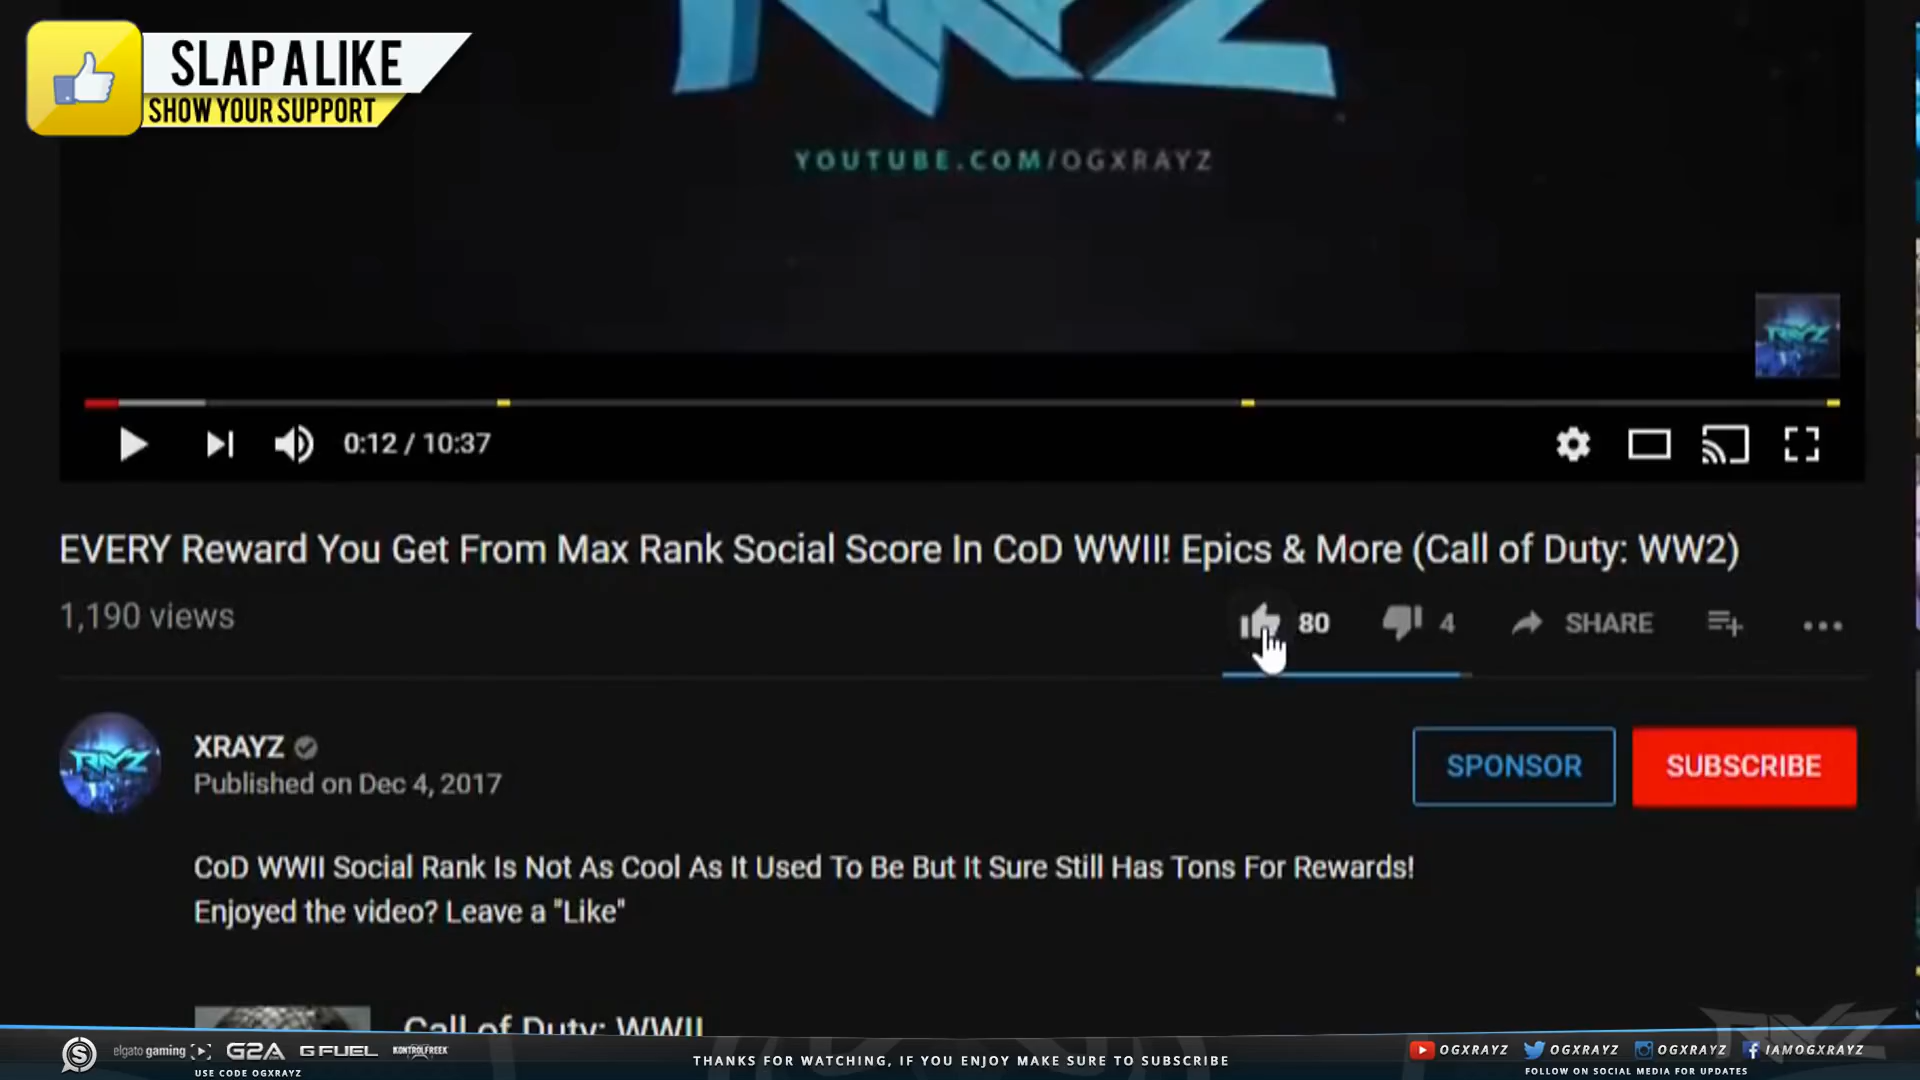 SLAP A LIKE
SHOW YOUR SUPPORT
RYZ
YOUTUBE.COM/OGXRAYZ
RYZ
0:12 / 10:37
EVERY Reward You Get From Max Rank Social Score In CoD WWII! Epics & More (Call of Duty: WW2)
1,190 views
80
4
SHARE
RYZ
XRAYZ
Published on Dec 4, 2017
SPONSOR
SUBSCRIBE
CoD WWII Social Rank Is Not As Cool As It Used To Be But It Sure Still Has Tons For Rewards!
Enjoyed the video? Leave a "Like"
Call of Duty: WWII
RYZ
elgato gaming G2A G FUEL KONTROLFREEK
USE CODE OGXRAYZ
THANKS FOR WATCHING, IF YOU ENJOY MAKE SURE TO SUBSCRIBE
OGXRAYZ OGXRAYZ OGXRAYZ IAMOGXRAYZ
FOLLOW ON SOCIAL MEDIA FOR UPDATES